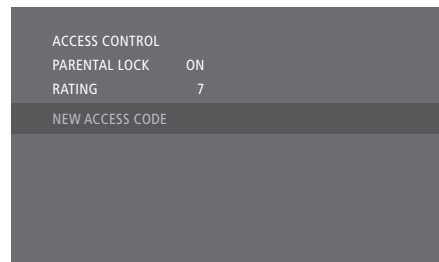 ACCESS CONTROL
PARENTAL LOCK ON
RATING 7
NEW ACCESS CODE